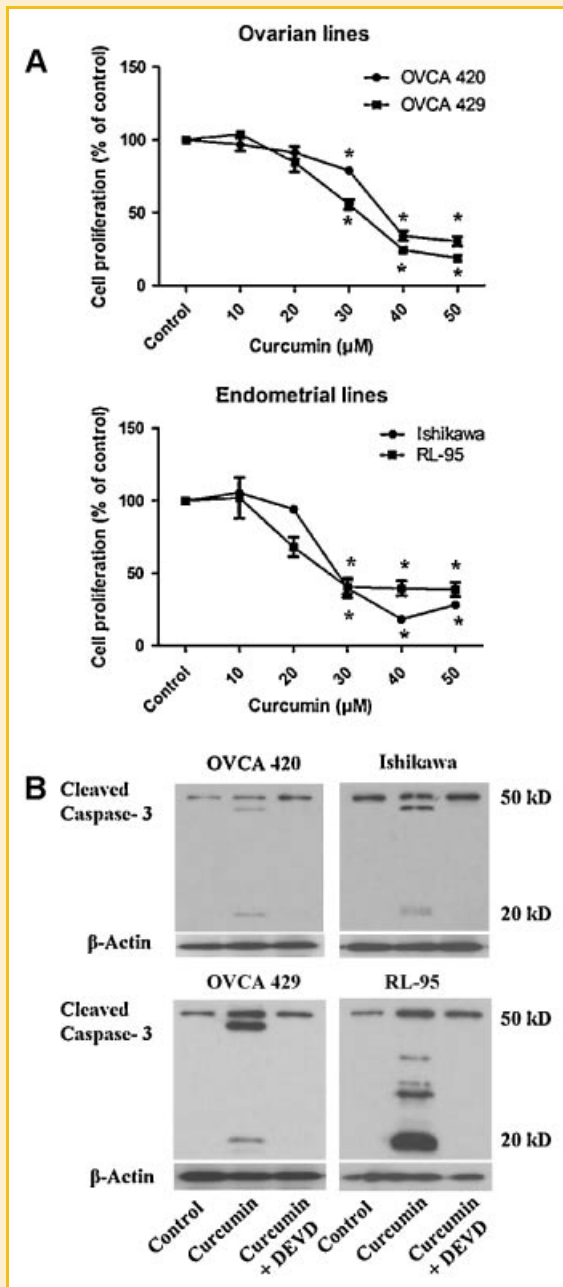 A
Ovarian lines
Cell proliferation (% of control)
150
100
50
0
OVCA 420
OVCA 429
* * *
* * *
Control 10 20 30 40 50
Curcumin (µM)
Endometrial lines
Cell proliferation (% of control)
150
100
50
0
Ishikawa
RL-95
* * *
* * *
Control 10 20 30 40 50
Curcumin (µM)
B
OVCA 420 Ishikawa
Cleaved
Caspase- 3
50 kD
20 kD
β-Actin
OVCA 429 RL-95
Cleaved
Caspase- 3
50 kD
20 kD
β-Actin
Control Curcumin Curcumin + DEVD Control Curcumin Curcumin + DEVD